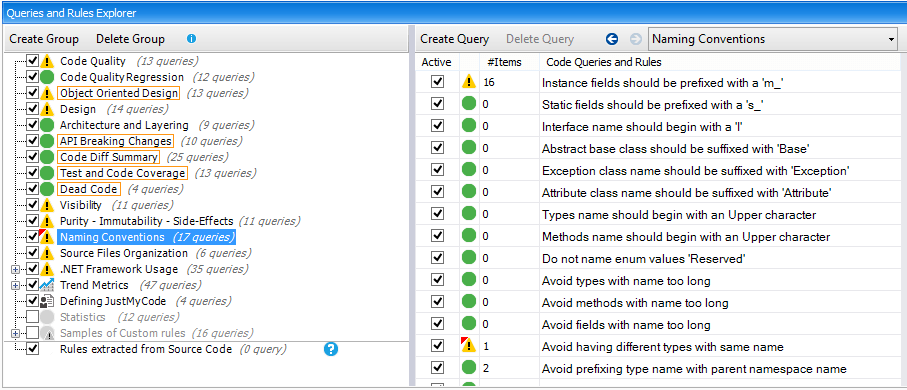 Queries and Rules Explorer
Create Group Delete Group
Code Quality (13 queries)
Code Quality Regression (12 queries)
Object Oriented Design (13 queries)
Design (14 queries)
Architecture and Layering (9 queries)
API Breaking Changes (10 queries)
Code Diff Summary (25 queries)
Test and Code Coverage (13 queries)
Dead Code (4 queries)
Visibility (11 queries)
Purity - Immutability - Side-Effects (11 queries)
Naming Conventions (17 queries)
Source Files Organization (6 queries)
.NET Framework Usage (35 queries)
Trend Metrics (47 queries)
Defining JustMyCode (4 queries)
Statistics (12 queries)
Samples of Custom rules (16 queries)
Rules extracted from Source Code (0 query) ?
Create Query Delete Query Naming Conventions
Active #Items Code Queries and Rules
16 Instance fields should be prefixed with a 'm_'
0 Static fields should be prefixed with a 's_'
0 Interface name should begin with a 'I'
0 Abstract base class should be suffixed with 'Base'
0 Exception class name should be suffixed with 'Exception'
0 Attribute class name should be suffixed with 'Attribute'
0 Types name should begin with an Upper character
0 Methods name should begin with an Upper character
0 Do not name enum values 'Reserved'
0 Avoid types with name too long
0 Avoid methods with name too long
0 Avoid fields with name too long
1 Avoid having different types with same name
2 Avoid prefixing type name with parent namespace name